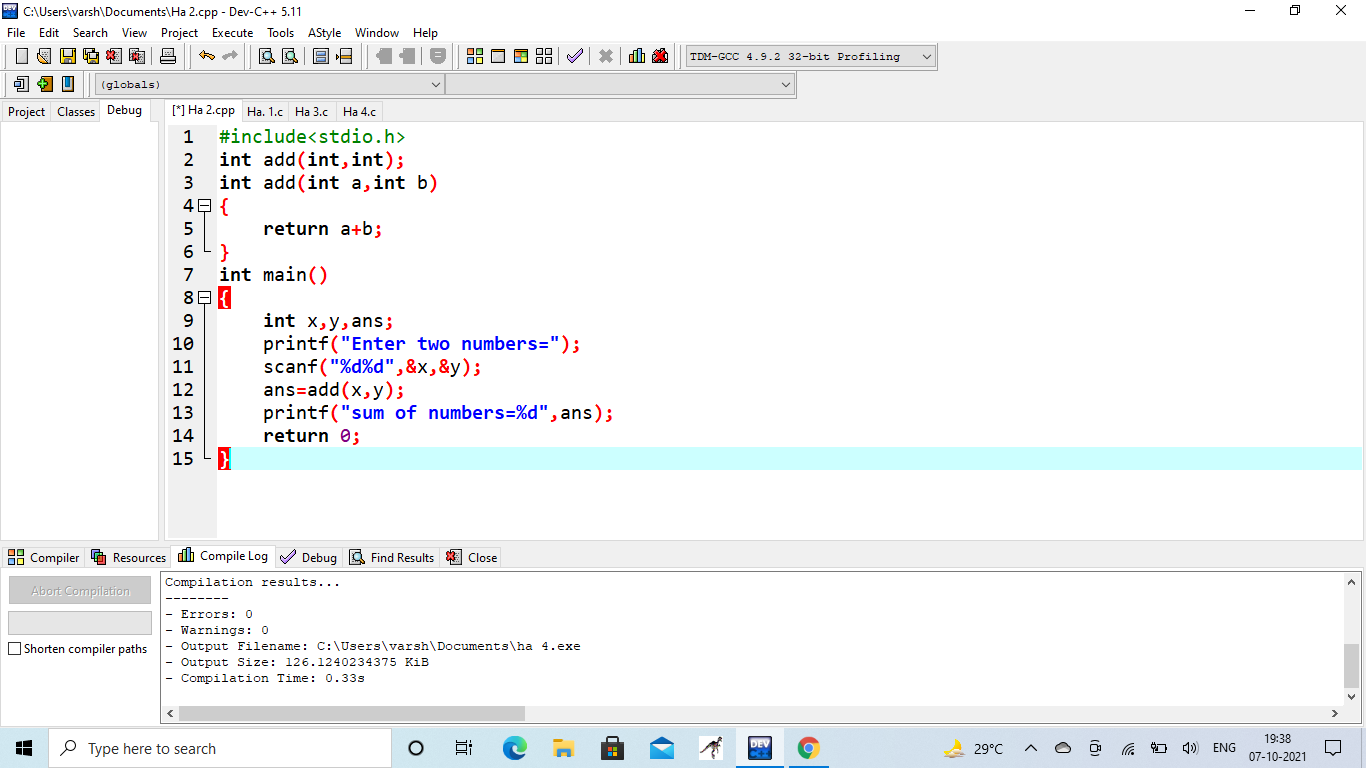 C:\Users\varsh\Documents\Ha 2.cpp - Dev-C++ 5.11
File Edit Search View Project Execute Tools AStyle Window Help
TDM-GCC 4.9.2 32-bit Profiling
(globals)
Project Classes Debug [*] Ha 2.cpp Ha. 1.c Ha 3.c Ha 4.c
1 #include<stdio.h>
2 int add(int,int);
3 int add(int a,int b)
4 {
5 return a+b;
6 }
7 int main()
8 {
9 int x,y,ans;
10 printf("Enter two numbers=");
11 scanf("%d%d",&x,&y);
12 ans=add(x,y);
13 printf("sum of numbers=%d",ans);
14 return 0;
15 }
Compiler Resources Compile Log Debug Find Results Close
Abort Compilation
Shorten compiler paths
Compilation results...
--------
- Errors: 0
- Warnings: 0
- Output Filename: C:\Users\varsh\Documents\ha 4.exe
- Output Size: 126.1240234375 KiB
- Compilation Time: 0.33s
Type here to search
DEV
29°C
ENG
19:38
07-10-2021